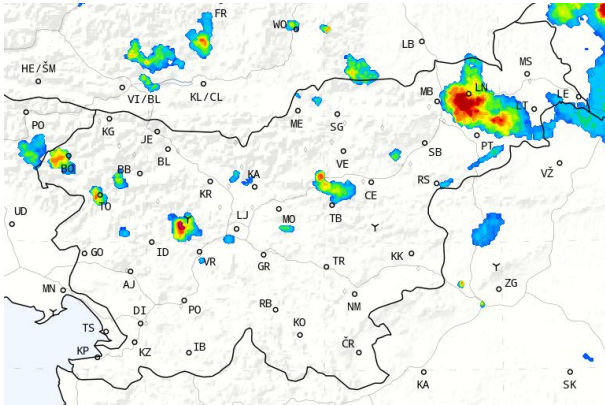 FR
WO
LB
HE/ŠM
VI/BL
KL/CL
MS
MB
LN
LE
LT
PO
KG
ME
SG
JE
BL
VE
SB
PT
BO
BB
KR
KA
CE
RS
VŽ
TO
MO
TB
UD
LJ
GO
ID
VR
GR
TR
KK
ZG
AJ
MN
PO
RB
NM
DI
TS
KO
KP
KZ
IB
ČR
KA
SK